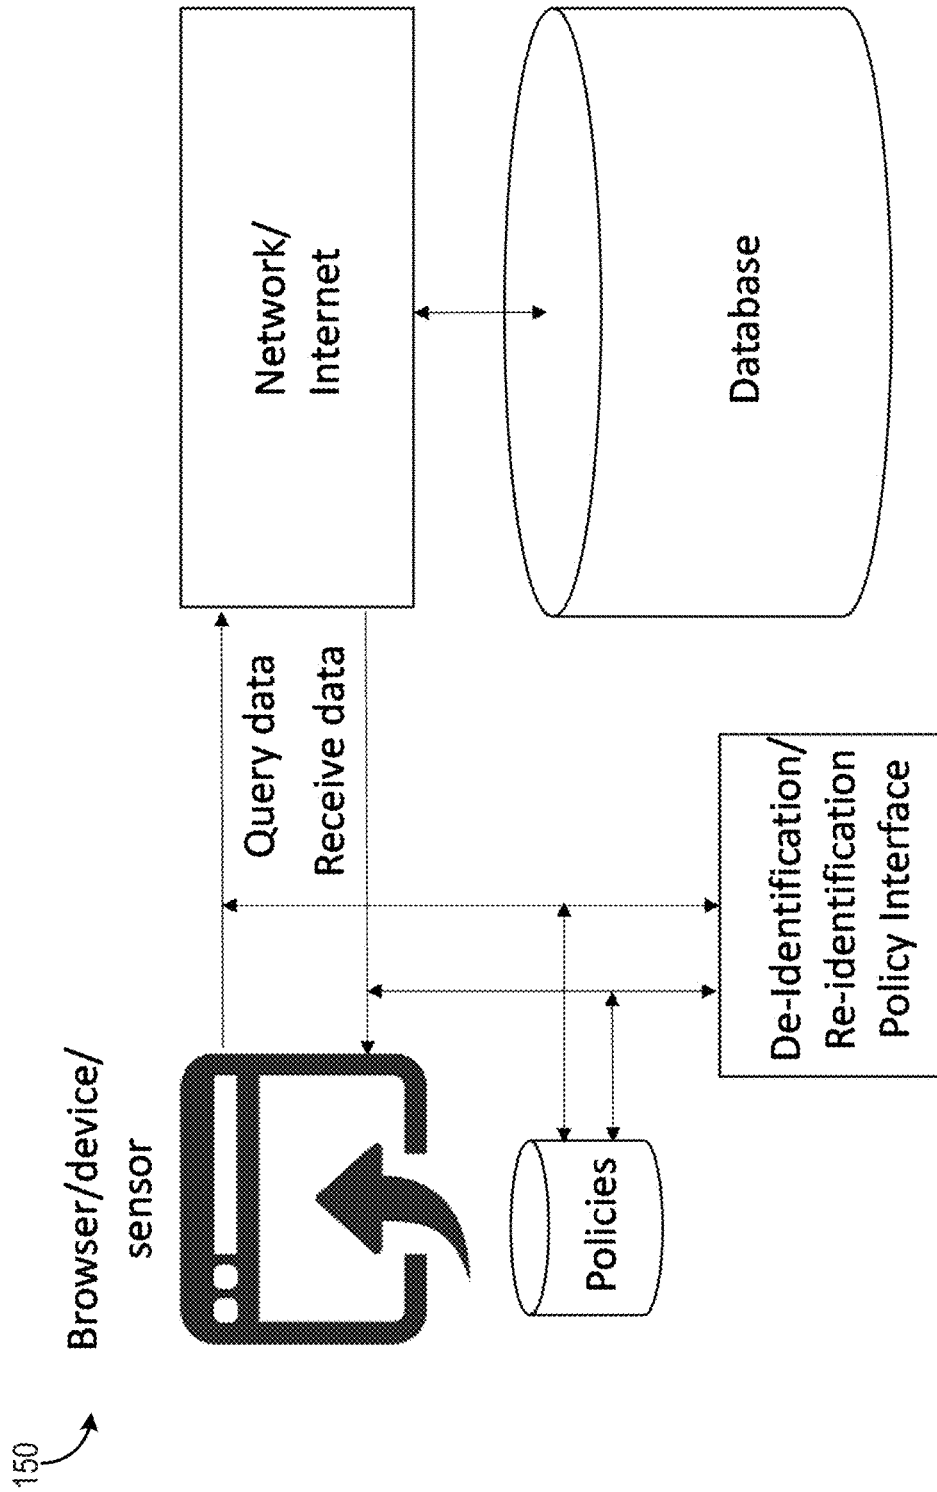 150
Browser/device/
sensor
Query data
Receive data
Network/
Internet
Policies
De-Identification/
Re-identification
Policy Interface
Database